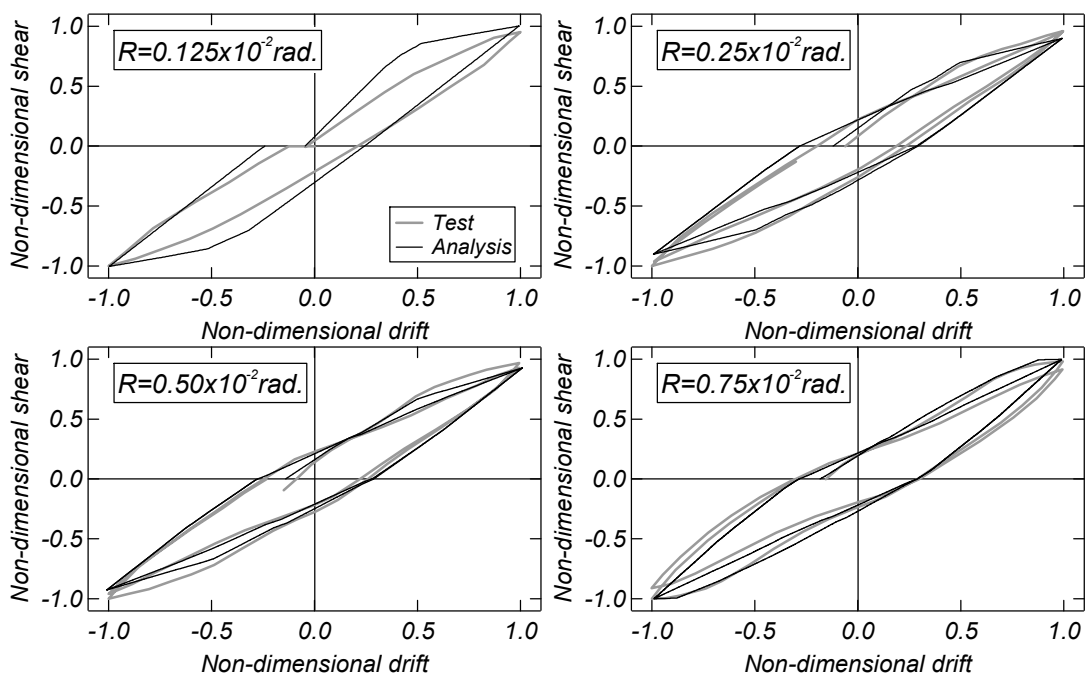 1.0
R=0.125x10⁻²rad.
0.5
0.0
-0.5
-1.0
Non-dimensional shear
Test
Analysis
-1.0 -0.5 0.0 0.5 1.0
Non-dimensional drift
1.0
R=0.25x10⁻²rad.
0.5
0.0
-0.5
-1.0
Non-dimensional shear
-1.0 -0.5 0.0 0.5 1.0
Non-dimensional drift
1.0
R=0.50x10⁻²rad.
0.5
0.0
-0.5
-1.0
Non-dimensional shear
-1.0 -0.5 0.0 0.5 1.0
Non-dimensional drift
1.0
R=0.75x10⁻²rad.
0.5
0.0
-0.5
-1.0
Non-dimensional shear
-1.0 -0.5 0.0 0.5 1.0
Non-dimensional drift